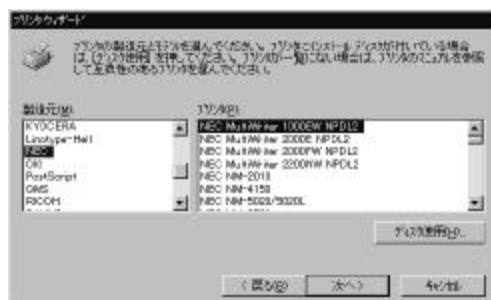 プリンタ ウィザード
プリンタの製造元とモデルを選んでください。プリンタにインストール ディスクが付いている場合
は、[ディスク使用] を押してください。プリンタが一覧にない場合は、プリンタのマニュアルを参照
して互換性のあるプリンタを選んでください。
製造元(M):
プリンタ(P):
KYOCERA
Linotype-Hell
NEC
OKI
PostScript
QMS
RICOH
NEC MultiWriter 1000EW NPDL2
NEC MultiWriter 2000E NPDL2
NEC MultiWriter 2000FW NPDL2
NEC MultiWriter 2200NW NPDL2
NEC NM-2010
NEC NM-4150
NEC NM-5020/5020L
ディスク使用(H)...
< 戻る(B)
次へ >
キャンセル